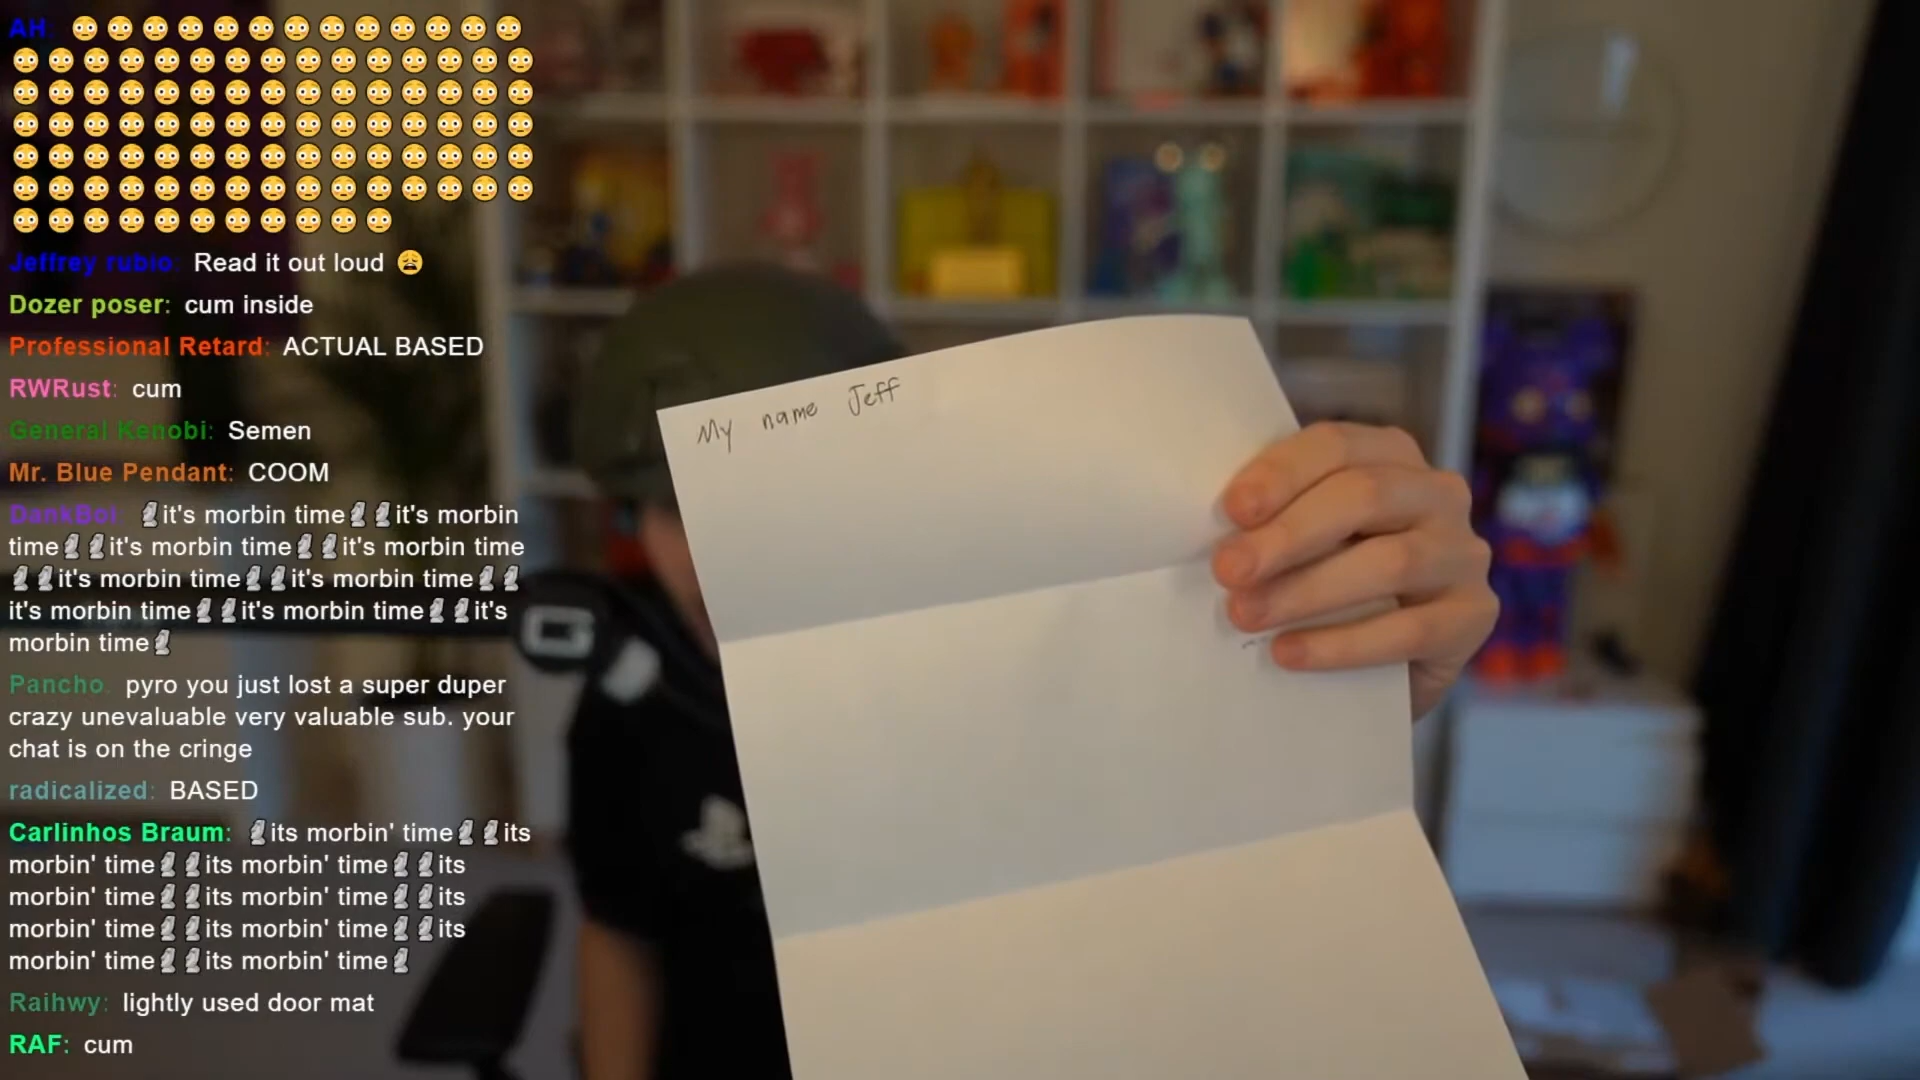 AH: 😳 😳 😳 😳 😳 😳 😳 😳 😳 😳 😳 😳 😳
😳 😳 😳 😳 😳 😳 😳 😳 😳 😳 😳 😳 😳 😳 😳
😳 😳 😳 😳 😳 😳 😳 😳 😳 😳 😳 😳 😳 😳 😳
😳 😳 😳 😳 😳 😳 😳 😳 😳 😳 😳 😳 😳 😳 😳
😳 😳 😳 😳 😳 😳 😳 😳 😳 😳 😳 😳 😳 😳 😳
😳 😳 😳 😳 😳 😳 😳 😳 😳 😳 😳 😳 😳 😳 😳
😳 😳 😳 😳 😳 😳 😳 😳 😳 😳 😳
Jeffrey rubio: Read it out loud 😩
Dozer poser: cum inside
Professional Retard: ACTUAL BASED
RWRust: cum
General Kenobi: Semen
Mr. Blue Pendant: COOM
DankBoi: 🗿it's morbin time🗿🗿it's morbin
time🗿🗿it's morbin time🗿🗿it's morbin time
🗿🗿it's morbin time🗿🗿it's morbin time🗿🗿
it's morbin time🗿🗿it's morbin time🗿🗿it's
morbin time🗿
Pancho: pyro you just lost a super duper
crazy unevaluable very valuable sub. your
chat is on the cringe
radicalized: BASED
Carlinhos Braum: 🗿its morbin' time🗿🗿its
morbin' time🗿🗿its morbin' time🗿🗿its
morbin' time🗿🗿its morbin' time🗿🗿its
morbin' time🗿🗿its morbin' time🗿🗿its
morbin' time🗿🗿its morbin' time🗿
Raihwy: lightly used door mat
RAF: cum
My name Jeff